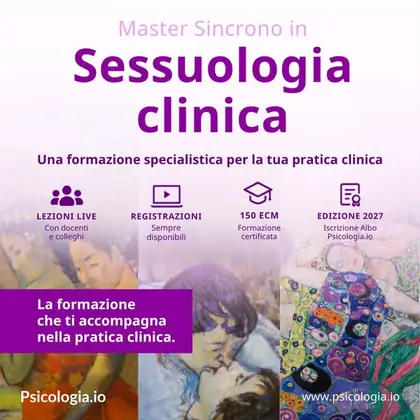 Master Sincrono in
Sessuologia
clinica
Una formazione specialistica per la tua pratica clinica
LEZIONI LIVE
Con docenti
e colleghi
REGISTRAZIONI
Sempre
disponibili
150 ECM
Formazione
certificata
EDIZIONE 2027
Iscrizione Albo
Psicologia.io
La formazione
che ti accompagna
nella pratica clinica.
Psicologia.io
www.psicologia.io